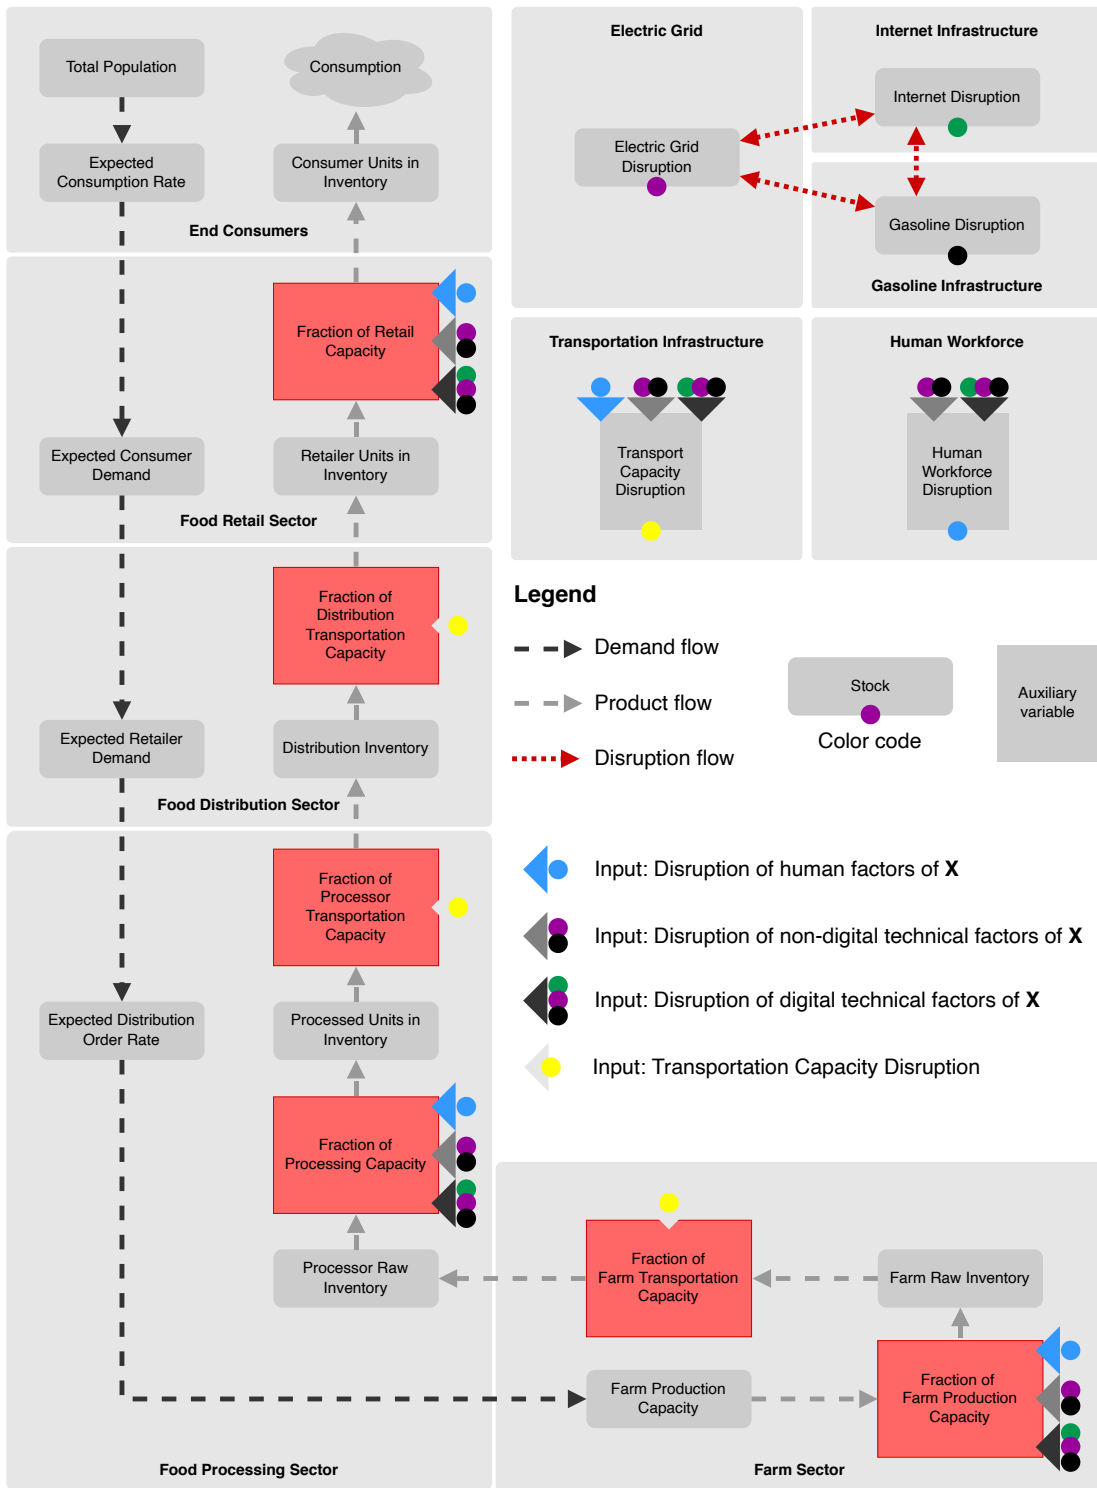 Total Population
Consumption
Expected
Consumption Rate
Consumer Units in
Inventory
End Consumers
Fraction of Retail
Capacity
Expected Consumer
Demand
Retailer Units in
Inventory
Food Retail Sector
Fraction of
Distribution
Transportation
Capacity
Expected Retailer
Demand
Distribution Inventory
Food Distribution Sector
Fraction of
Processor
Transportation
Capacity
Expected Distribution
Order Rate
Processed Units in
Inventory
Fraction of
Processing Capacity
Processor Raw
Inventory
Food Processing Sector
Electric Grid
Electric Grid
Disruption
Internet Infrastructure
Internet Disruption
Gasoline Disruption
Gasoline Infrastructure
Transportation Infrastructure
Transport
Capacity
Disruption
Human Workforce
Human
Workforce
Disruption
Legend
Demand flow
Product flow
Disruption flow
Stock
Color code
Auxiliary
variable
Input: Disruption of human factors of X
Input: Disruption of non-digital technical factors of X
Input: Disruption of digital technical factors of X
Input: Transportation Capacity Disruption
Fraction of
Farm Transportation
Capacity
Farm Raw Inventory
Farm Production
Capacity
Fraction of
Farm Production
Capacity
Farm Sector